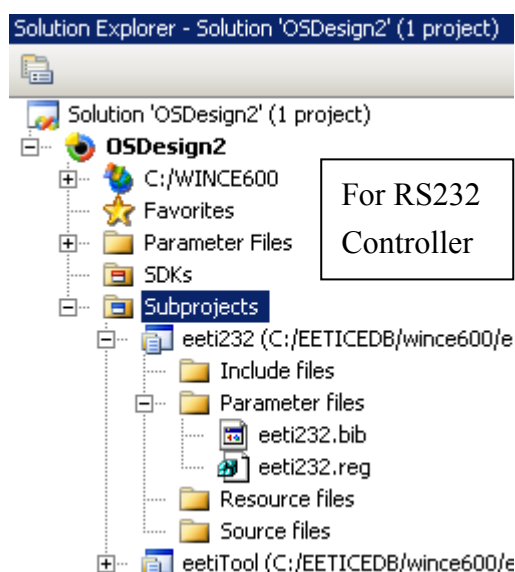 Solution Explorer - Solution 'OSDesign2' (1 project)
Solution 'OSDesign2' (1 project)
OSDesign2
C:/WINCE600
Favorites
Parameter Files
SDKs
Subprojects
eeti232 (C:/EETICEDB/wince600/e
Include files
Parameter files
eeti232.bib
eeti232.reg
Resource files
Source files
eetiTool (C:/EETICEDB/wince600/e
For RS232
Controller